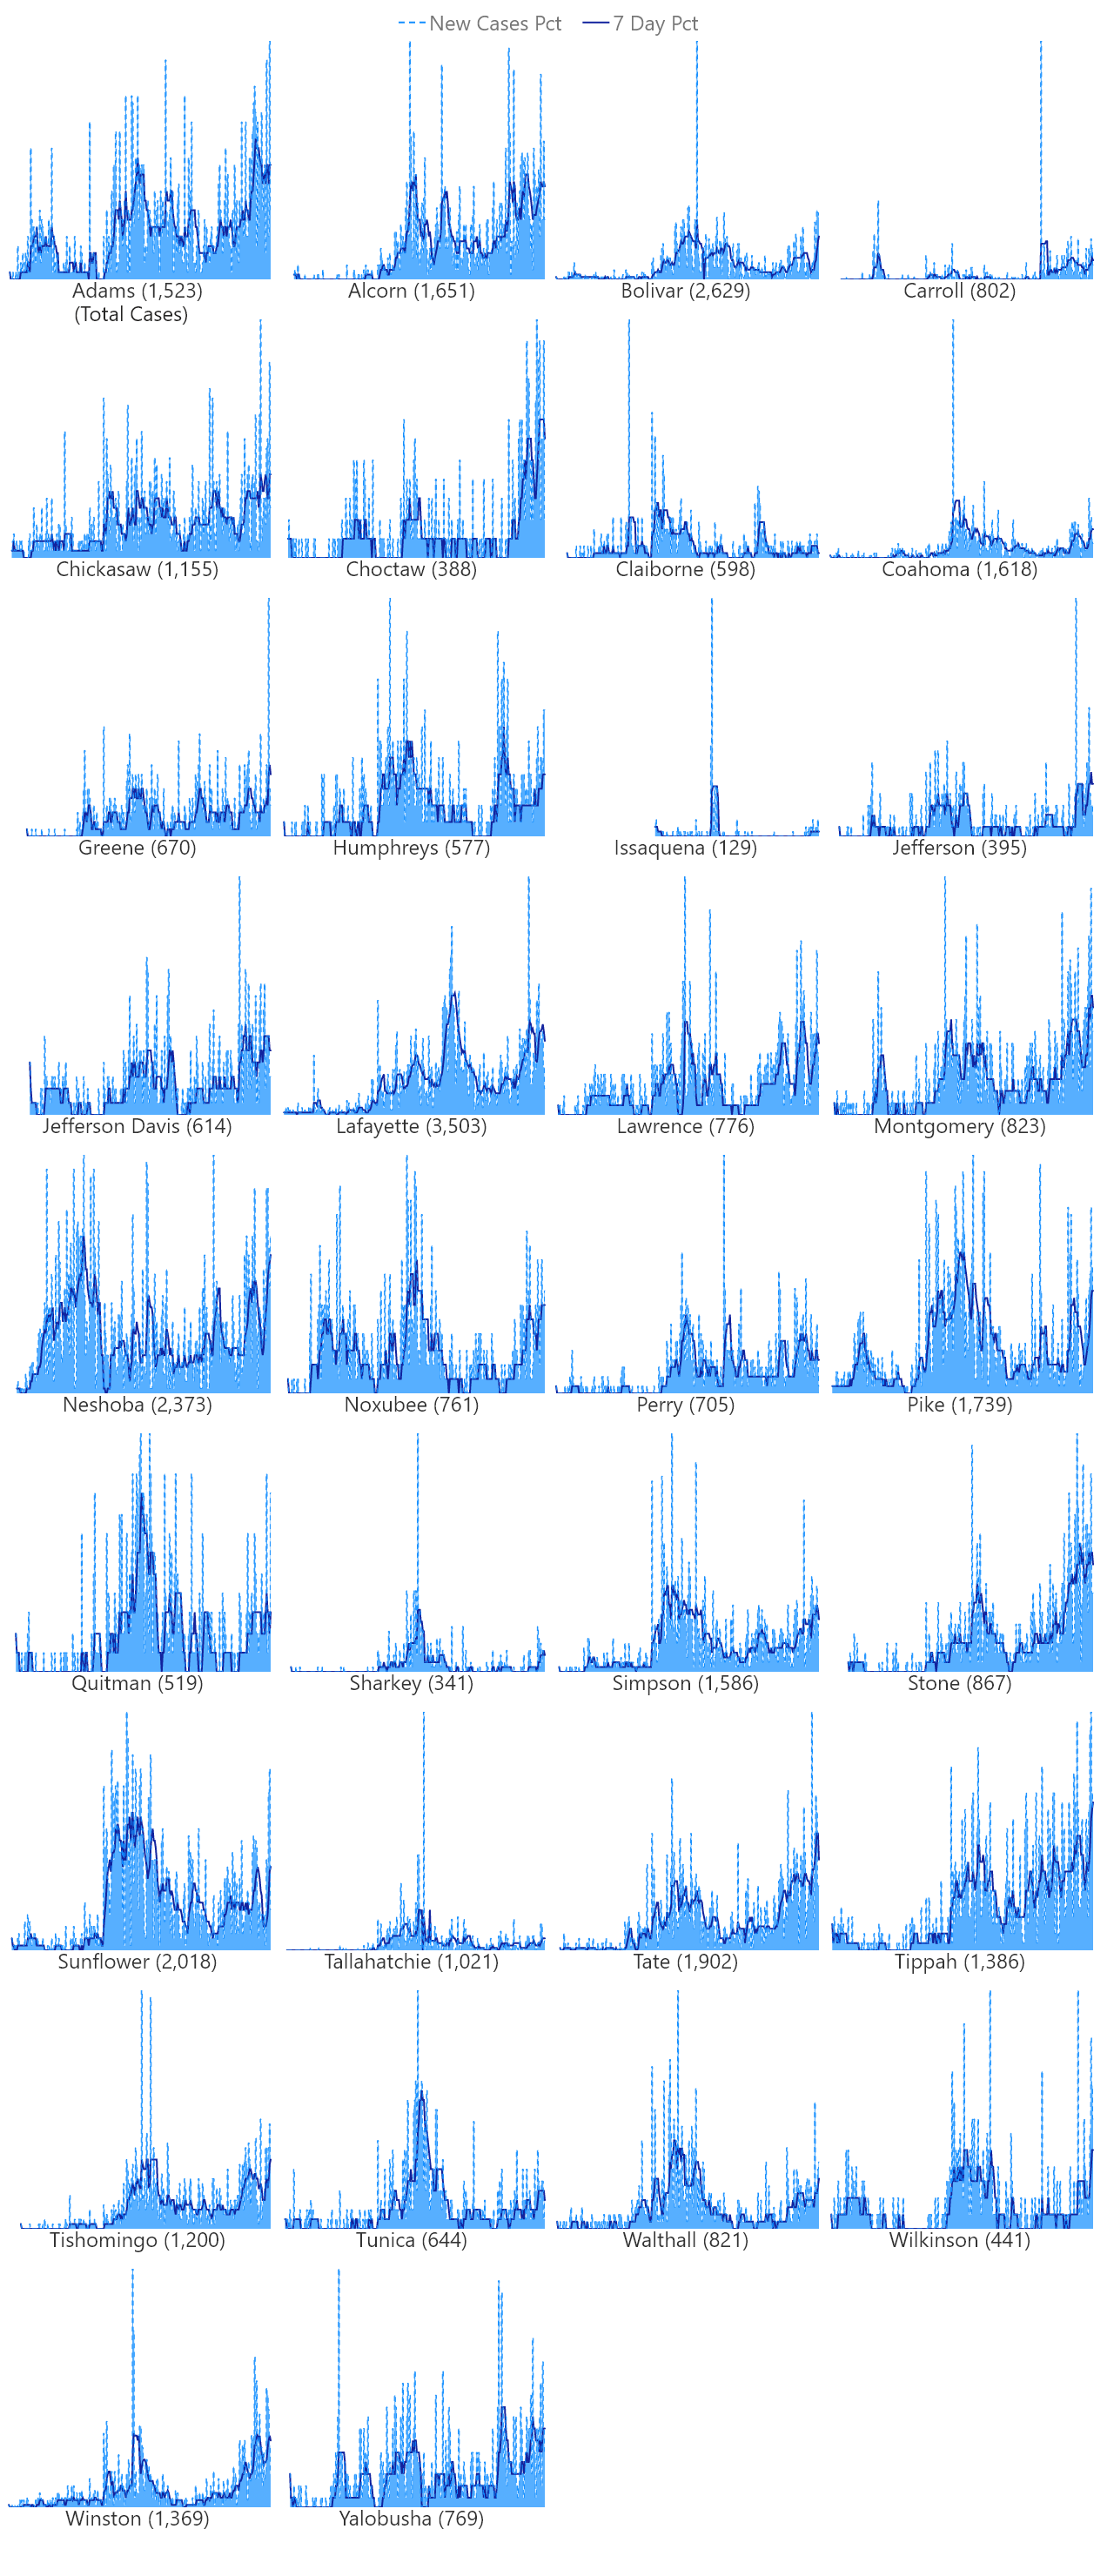 New Cases Pct 7 Day Pct
Adams (1,523) Alcorn (1,651) Bolivar (2,629) Carroll (802)
(Total Cases)
Chickasaw (1,155) Choctaw (388) Claiborne (598) Coahoma (1,618)
Greene (670) Humphreys (577) Issaquena (129) Jefferson (395)
Jefferson Davis (614) Lafayette (3,503) Lawrence (776) Montgomery (823)
Neshoba (2,373) Noxubee (761) Perry (705) Pike (1,739)
Quitman (519) Sharkey (341) Simpson (1,586) Stone (867)
Sunflower (2,018) Tallahatchie (1,021) Tate (1,902) Tippah (1,386)
Tishomingo (1,200) Tunica (644) Walthall (821) Wilkinson (441)
Winston (1,369) Yalobusha (769)